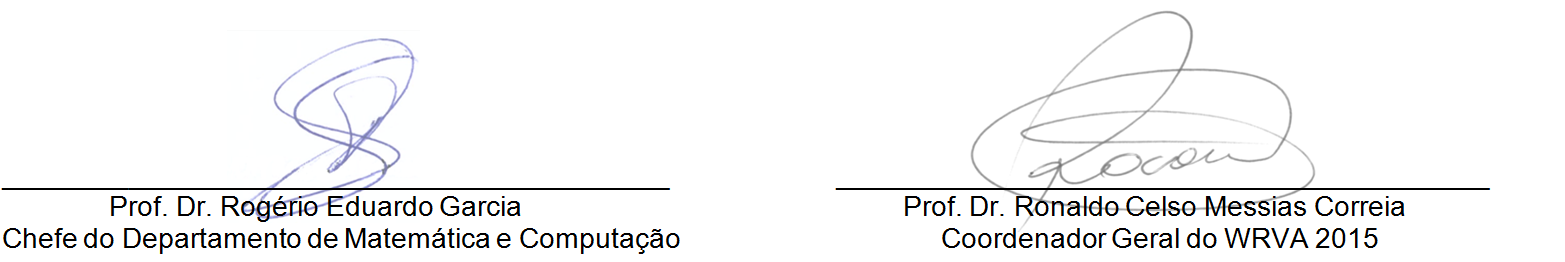 Prof. Dr. Rogério Eduardo Garcia
Chefe do Departamento de Matemática e Computação
Prof. Dr. Ronaldo Celso Messias Correia
Coordenador Geral do WRVA 2015